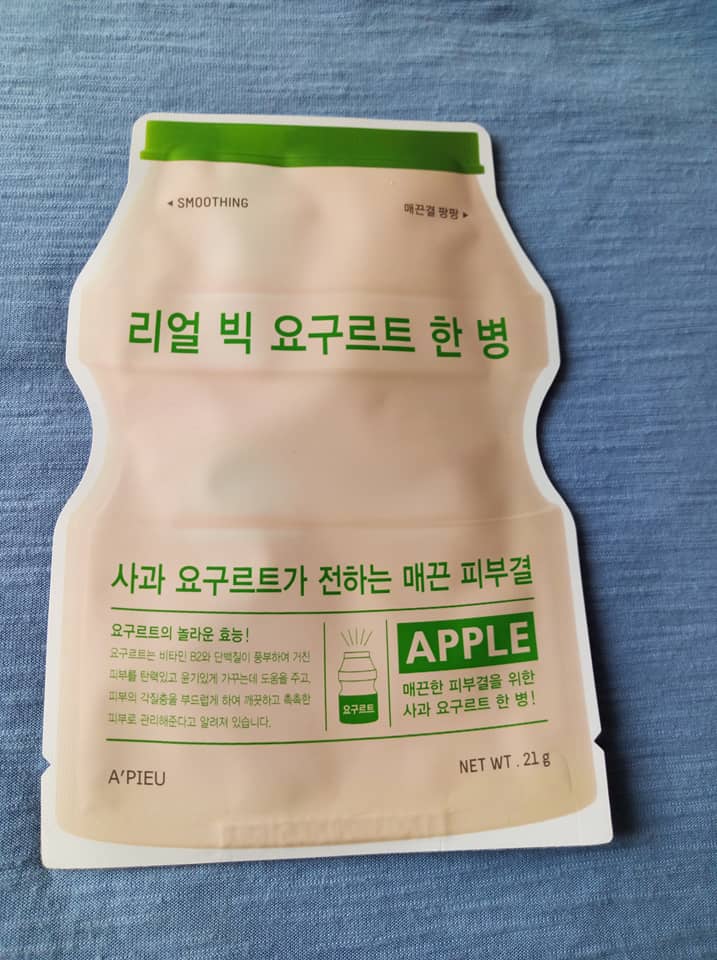 ◂ SMOOTHING
매끈결 팡팡 ▸
리얼 빅 요구르트 한 병
사과 요구르트가 전하는 매끈 피부결
요구르트의 놀라운 효능!
요구르트는 비타민 B2와 단백질이 풍부하여 거친
피부를 탄력있고 윤기있게 가꾸는데 도움을 주고,
피부의 각질층을 부드럽게 하여 깨끗하고 촉촉한
피부로 관리해준다고 알려져 있습니다.
요구르트
APPLE
매끈한 피부결을 위한
사과 요구르트 한 병!
A'PIEU
NET WT . 21 g